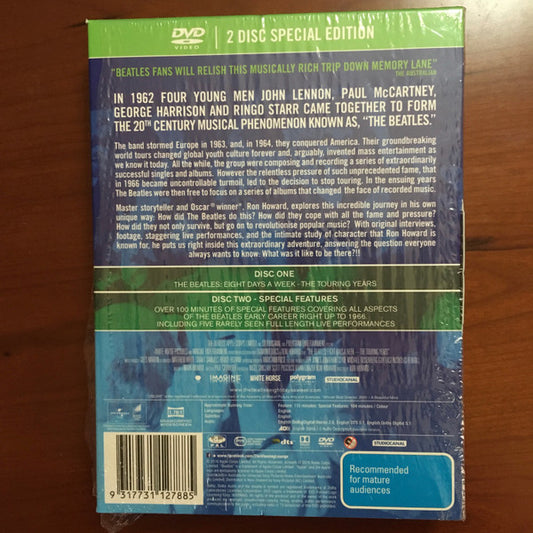 DVD
VIDEO
2 DISC SPECIAL EDITION
"BEATLES FANS WILL RELISH THIS MUSICALLY RICH TRIP DOWN MEMORY LANE"
THE AUSTRALIAN
IN 1962 FOUR YOUNG MEN JOHN LENNON, PAUL McCARTNEY,
GEORGE HARRISON AND RINGO STARR CAME TOGETHER TO FORM
THE 20TH CENTURY MUSICAL PHENOMENON KNOWN AS, "THE BEATLES."
The band stormed Europe in 1963, and, in 1964, they conquered America. Their groundbreaking
world tours changed global youth culture forever and, arguably, invented mass entertainment as
we know it today. All the while, the group were composing and recording a series of extraordinarily
successful singles and albums. However the relentless pressure of such unprecedented fame, that
in 1966 became uncontrollable turmoil, led to the decision to stop touring. In the ensuing years
The Beatles were then free to focus on a series of albums that changed the face of recorded music.
Master storyteller and Oscar® winner*, Ron Howard, explores this incredible journey in his own
unique way: How did The Beatles do this? How did they cope with all the fame and pressure?
How did they not only survive, but go on to revolutionise popular music? With original interviews,
footage, staggering live performances, and the intimate study of character that Ron Howard is
known for, he puts us right inside this extraordinary adventure, answering the question everyone
always wants to know: What was it like to be there?!!
DISC ONE
THE BEATLES: EIGHT DAYS A WEEK - THE TOURING YEARS
DISC TWO - SPECIAL FEATURES
OVER 100 MINUTES OF SPECIAL FEATURES COVERING ALL ASPECTS
OF THE BEATLES EARLY CAREER RIGHT UP TO 1966.
INCLUDING FIVE RARELY SEEN FULL LENGTH LIVE PERFORMANCES
IMAGINE WHITE HORSE polygram STUDIOCANAL
STUDIOCANAL
1.78:1
WIDESCREEN
Languages:
Subtitles:
Audio:
English
English
PAL
dts
DVD
9 317731 127885
Recommended
for mature
audiences